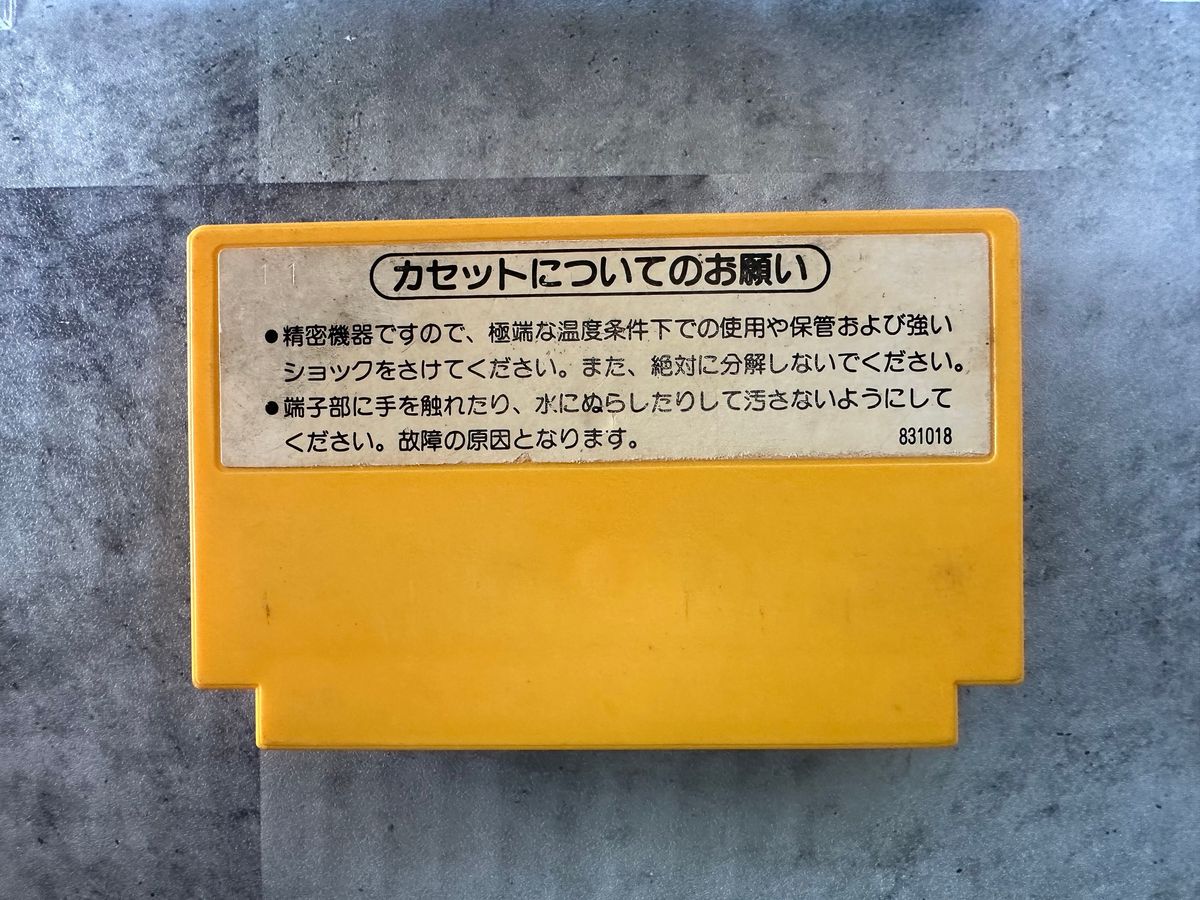 11
カセットについてのお願い
●精密機器ですので、極端な温度条件下での使用や保管および強い
ショックをさけてください。また、絶対に分解しないでください。
●端子部に手を触れたり、水にぬらしたりして汚さないようにして
ください。故障の原因となります。
831018